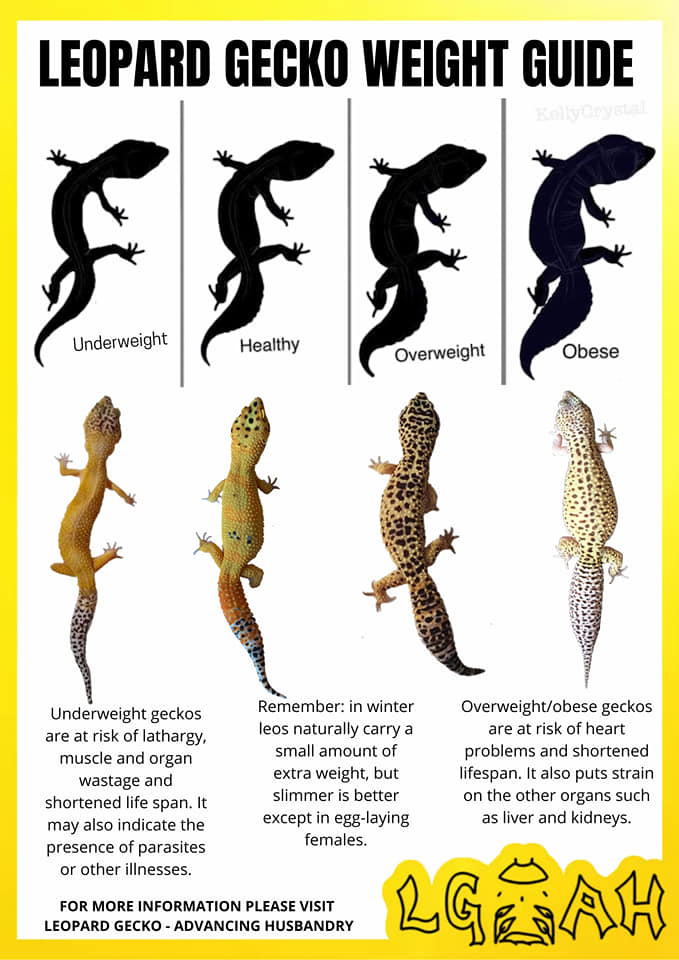 LEOPARD GECKO WEIGHT GUIDE
KellyCrystal
Underweight
Healthy
Overweight
Obese
Underweight geckos
are at risk of lathargy,
muscle and organ
wastage and
shortened life span. It
may also indicate the
presence of parasites
or other illnesses.
Remember: in winter
leos naturally carry a
small amount of
extra weight, but
slimmer is better
except in egg-laying
females.
Overweight/obese geckos
are at risk of heart
problems and shortened
lifespan. It also puts strain
on the other organs such
as liver and kidneys.
FOR MORE INFORMATION PLEASE VISIT
LEOPARD GECKO - ADVANCING HUSBANDRY
LG AH